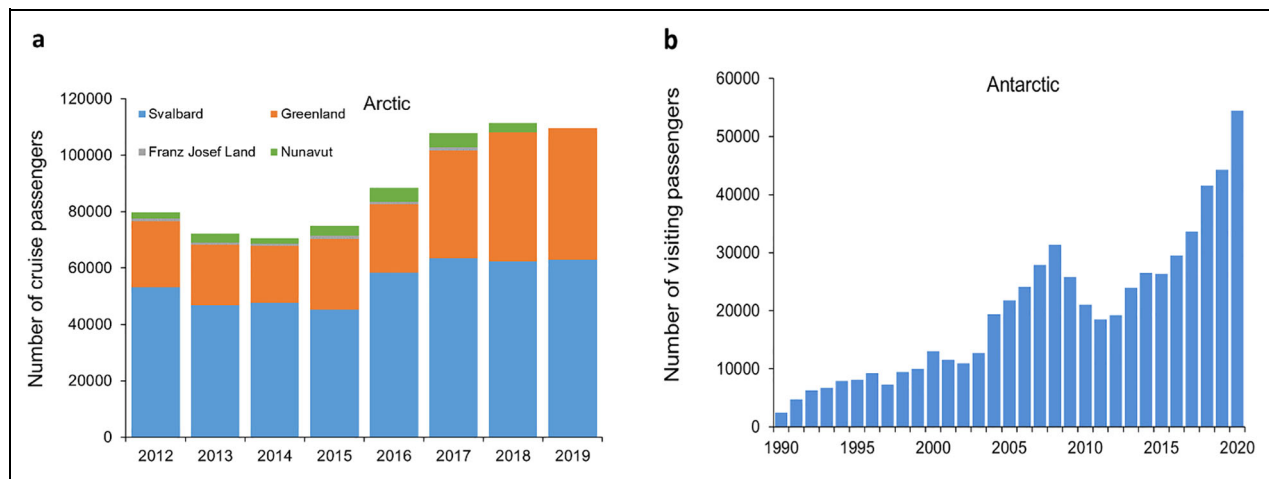 a
Arctic
Number of cruise passengers
120000
100000
80000
60000
40000
20000
0
Svalbard
Greenland
Franz Josef Land
Nunavut
2012 2013 2014 2015 2016 2017 2018 2019
b
Antarctic
Number of visiting passengers
60000
50000
40000
30000
20000
10000
0
1990 1995 2000 2005 2010 2015 2020